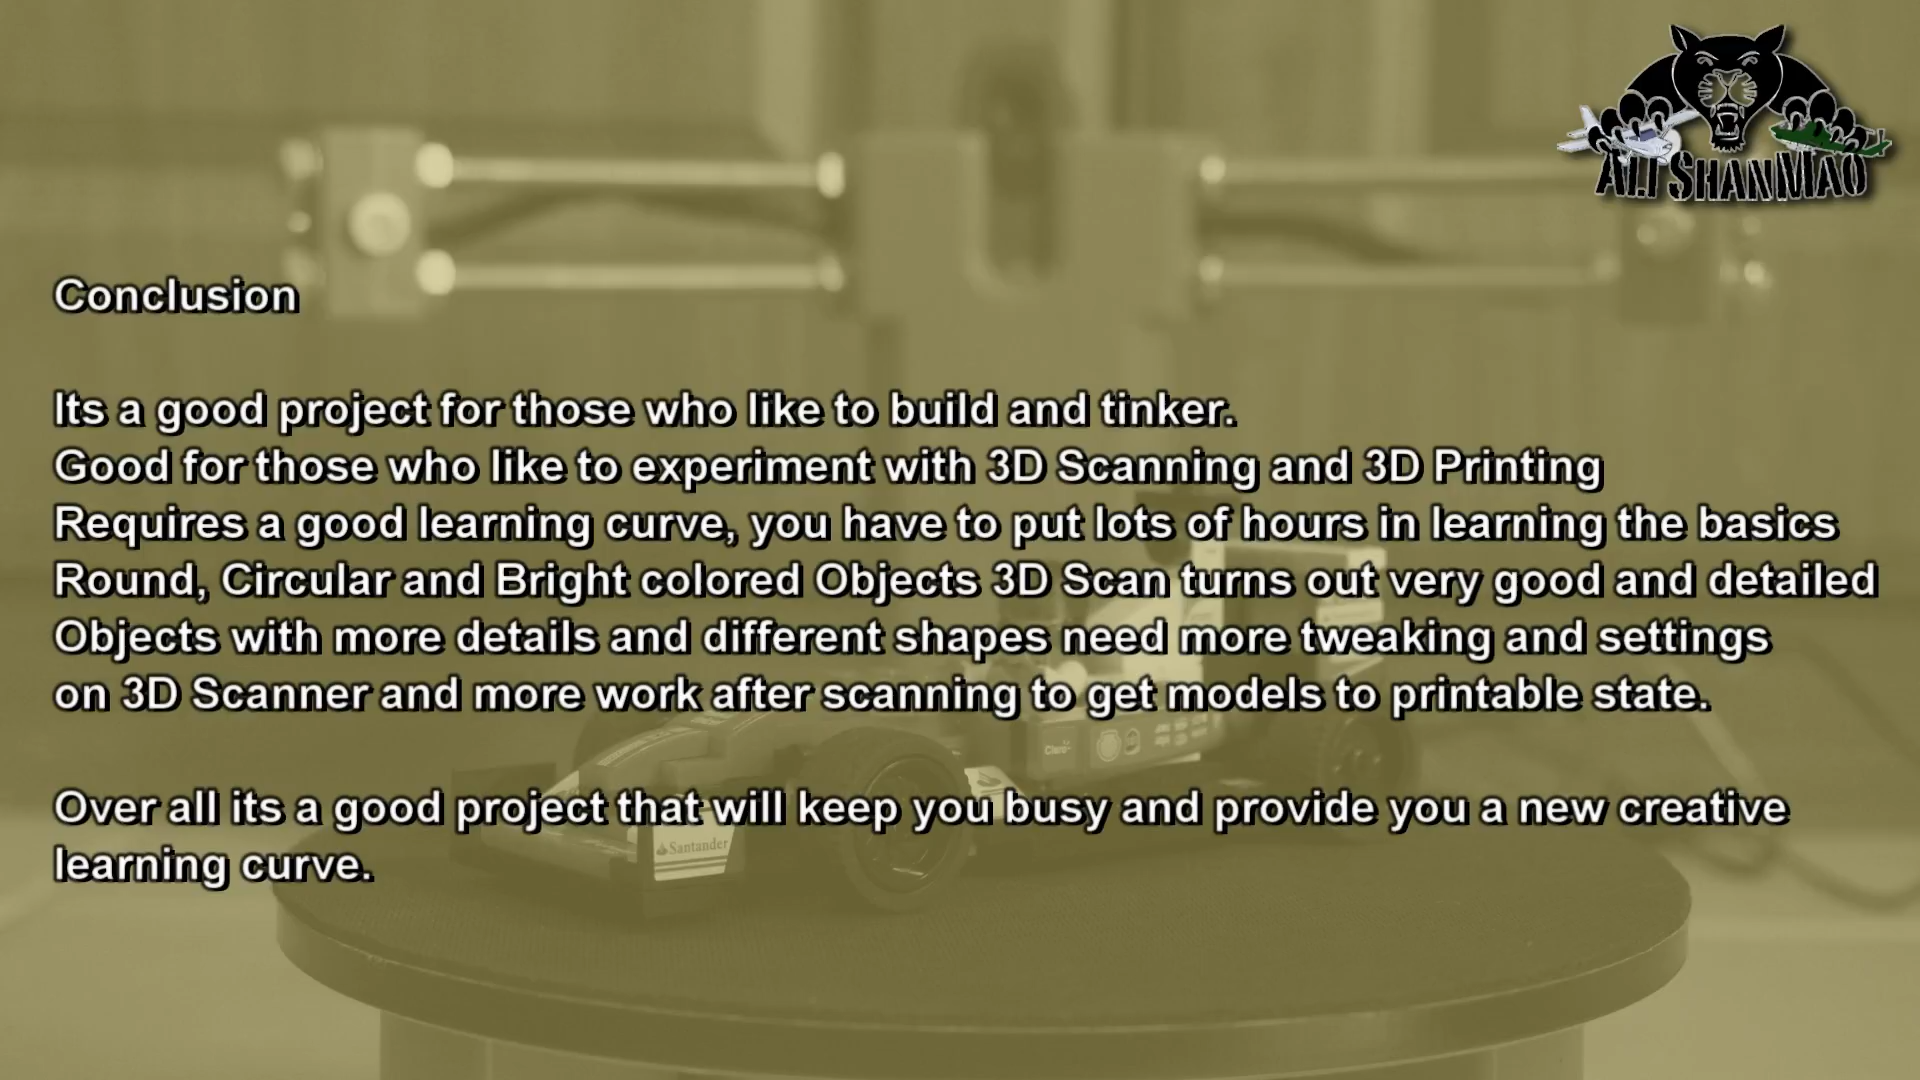 ALI SHANMAO
Conclusion
Its a good project for those who like to build and tinker.
Good for those who like to experiment with 3D Scanning and 3D Printing
Requires a good learning curve, you have to put lots of hours in learning the basics
Round, Circular and Bright colored Objects 3D Scan turns out very good and detailed
Objects with more details and different shapes need more tweaking and settings
on 3D Scanner and more work after scanning to get models to printable state.
Claro
Over all its a good project that will keep you busy and provide you a new creative
learning curve.
Santander